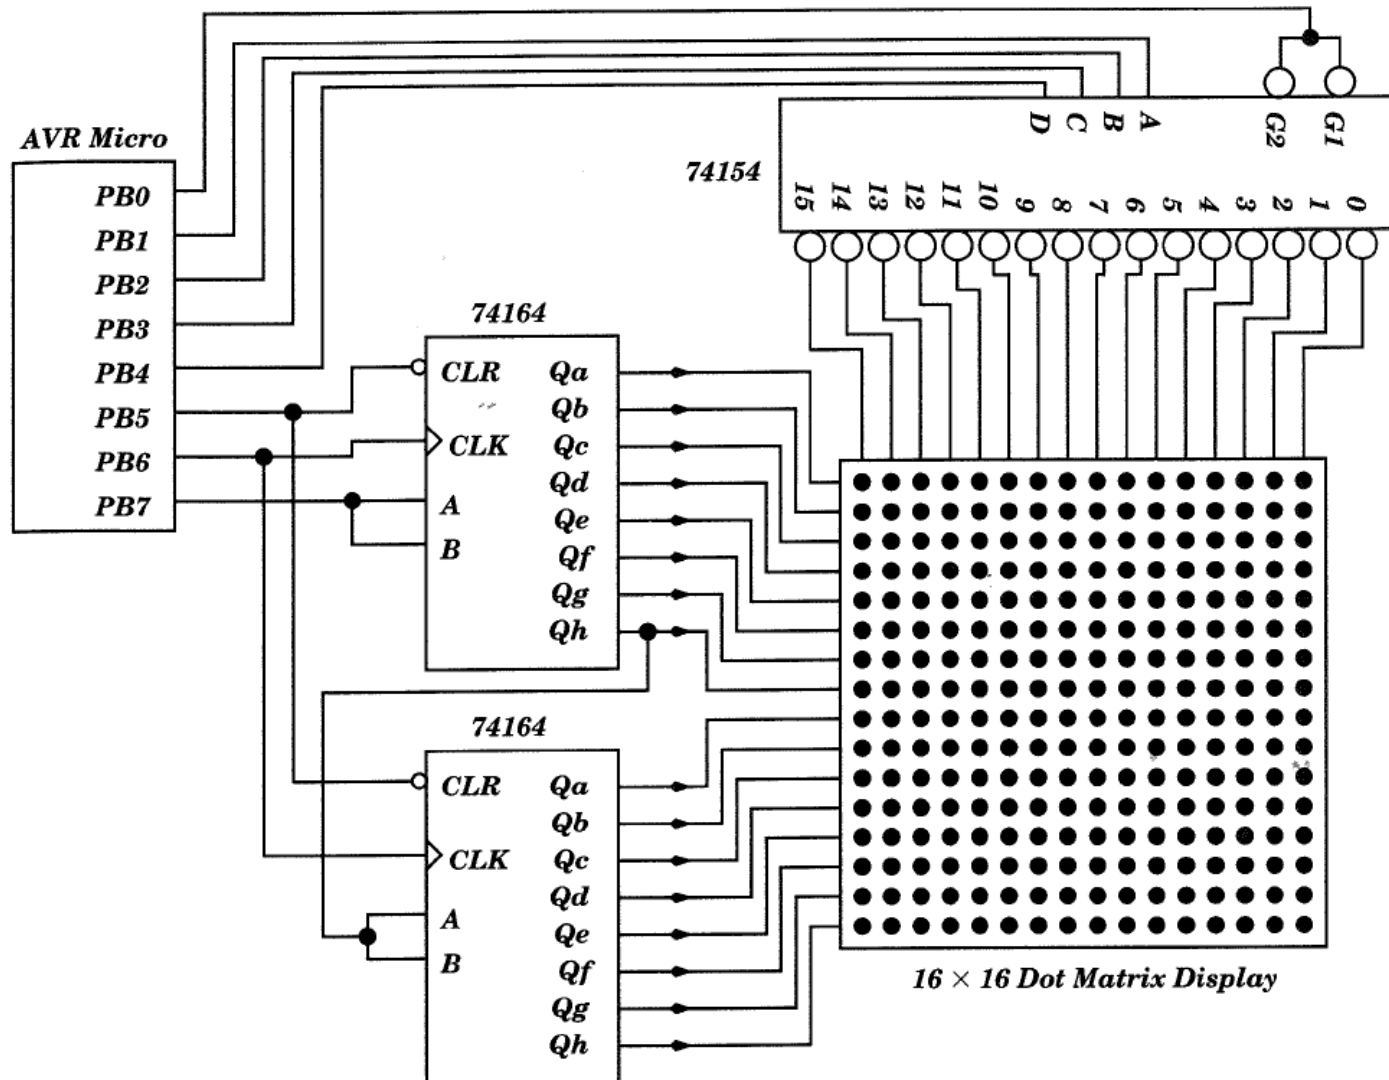 AVR Micro
PB0
PB1
PB2
PB3
PB4
PB5
PB6
PB7
74154
D C B A G2 G1
15 14 13 12 11 10 9 8 7 6 5 4 3 2 1 0
74164
CLR Qa
Qb
CLK Qc
Qd
A Qe
B Qf
Qg
Qh
74164
CLR Qa
Qb
CLK Qc
Qd
A Qe
B Qf
Qg
Qh
16 × 16 Dot Matrix Display